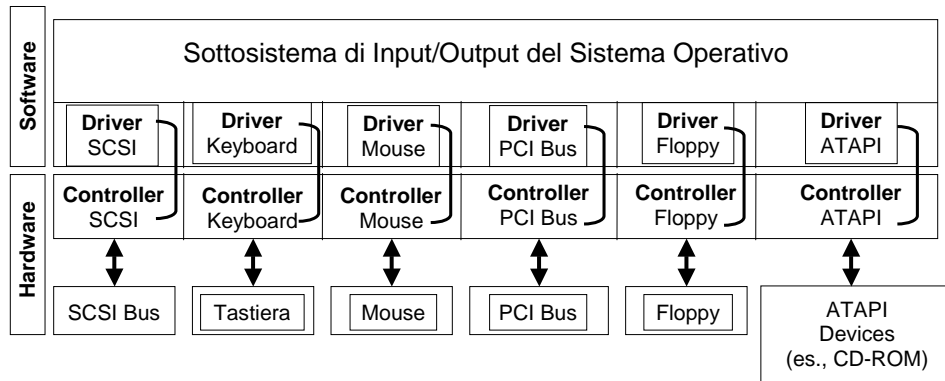 Software
Sottosistema di Input/Output del Sistema Operativo
Driver
SCSI
Driver
Keyboard
Driver
Mouse
Driver
PCI Bus
Driver
Floppy
Driver
ATAPI
Hardware
Controller
SCSI
Controller
Keyboard
Controller
Mouse
Controller
PCI Bus
Controller
Floppy
Controller
ATAPI
SCSI Bus
Tastiera
Mouse
PCI Bus
Floppy
ATAPI
Devices
(es., CD-ROM)